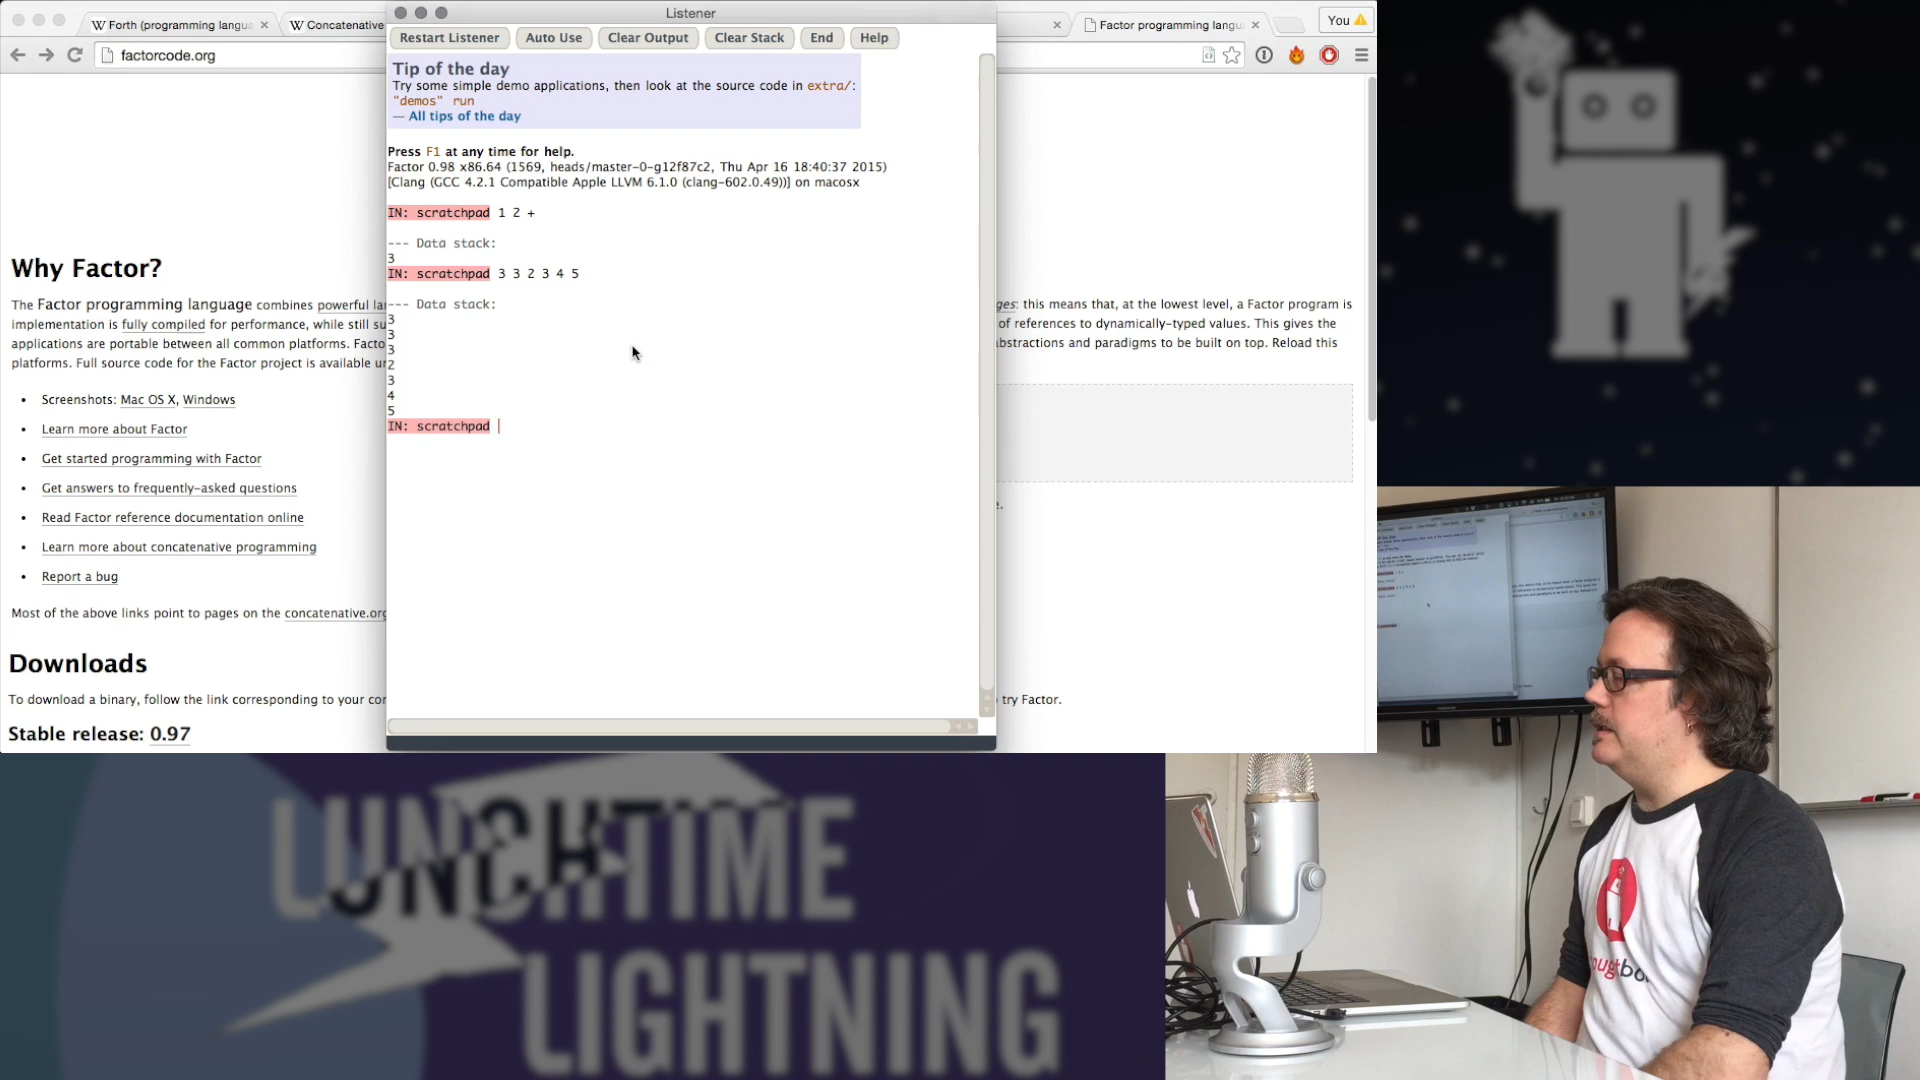 Forth (programming langua
Concatenative
Listener
Factor programming langu
You
factorcode.org
Restart Listener
Auto Use
Clear Output
Clear Stack
End
Help
Tip of the day
Try some simple demo applications, then look at the source code in extra/:
"demos" run
— All tips of the day
Press F1 at any time for help.
Factor 0.98 x86.64 (1569, heads/master-0-g12f87c2, Thu Apr 16 18:40:37 2015)
[Clang (GCC 4.2.1 Compatible Apple LLVM 6.1.0 (clang-602.0.49))] on macosx
IN: scratchpad 1 2 +
--- Data stack:
3
IN: scratchpad 3 3 2 3 4 5
--- Data stack:
3
3
3
2
3
4
5
IN: scratchpad
Why Factor?
The Factor programming language combines powerful la
ges: this means that, at the lowest level, a Factor program is
implementation is fully compiled for performance, while still su
of references to dynamically-typed values. This gives the
applications are portable between all common platforms. Facto
bstractions and paradigms to be built on top. Reload this
platforms. Full source code for the Factor project is available u
• Screenshots: Mac OS X, Windows
• Learn more about Factor
• Get started programming with Factor
• Get answers to frequently-asked questions
e.
• Read Factor reference documentation online
• Learn more about concatenative programming
• Report a bug
Most of the above links point to pages on the concatenative.org
Downloads
To download a binary, follow the link corresponding to your co
try Factor.
Stable release: 0.97
LUNCHTIME
LIGHTNING